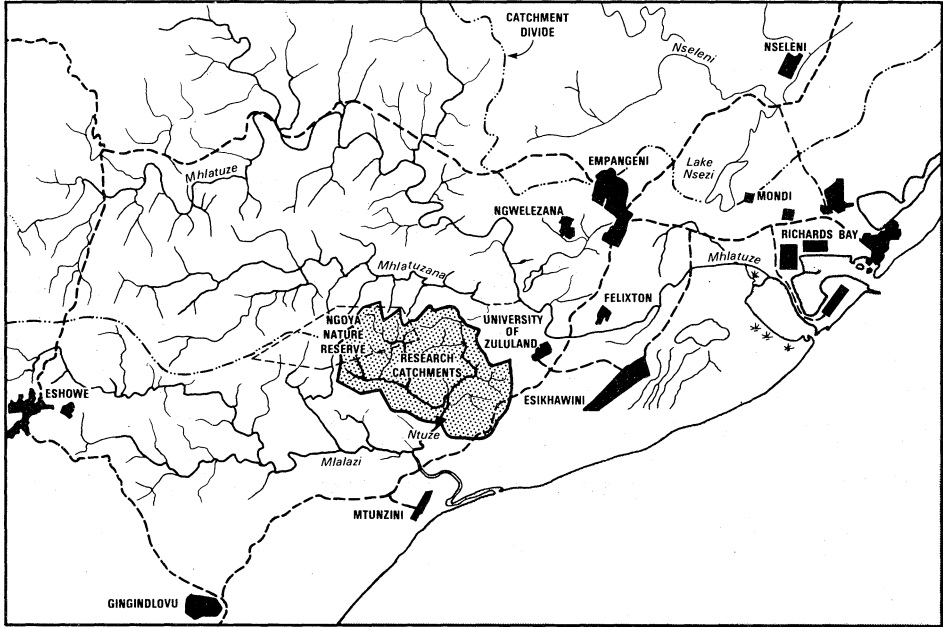 CATCHMENT
DIVIDE
Nseleni
NSELENI
Mhlatuze
EMPANGENI
Lake
Nsezi
MONDI
NGWELEZANA
RICHARDS BAY
Mhlatuze
Mhlatuzana
FELIXTON
NGOYA
NATURE
RESERVE
UNIVERSITY
OF
ZULULAND
RESEARCH
CATCHMENTS
ESHOWE
ESIKHAWINI
Ntuze
Mlalazi
MTUNZINI
GINGINDLOVU